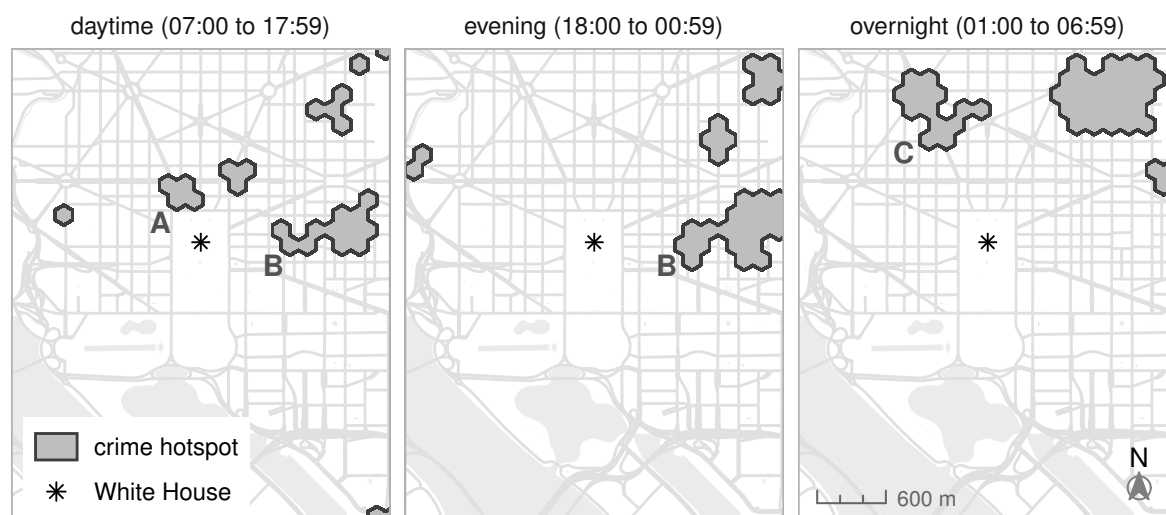 daytime (07:00 to 17:59)
evening (18:00 to 00:59)
overnight (01:00 to 06:59)
A
B
B
C
crime hotspot
White House
600 m
N